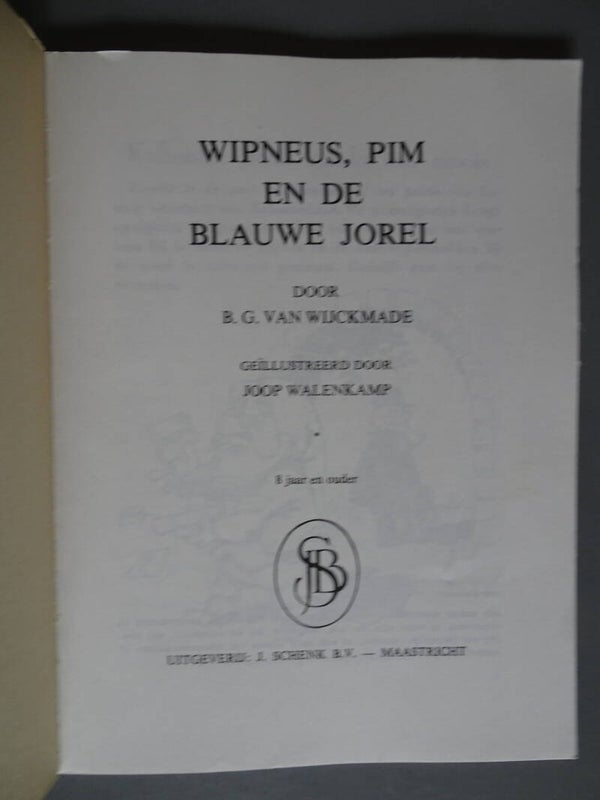 WIPNEUS, PIM
EN DE
BLAUWE JOREL
DOOR
B. G. VAN WIJCKMADE
GEÏLLUSTREERD DOOR
JOOP WALENKAMP
8 jaar en ouder
SJB
UITGEVERIJ: J. SCHENK B.V. — MAASTRICHT